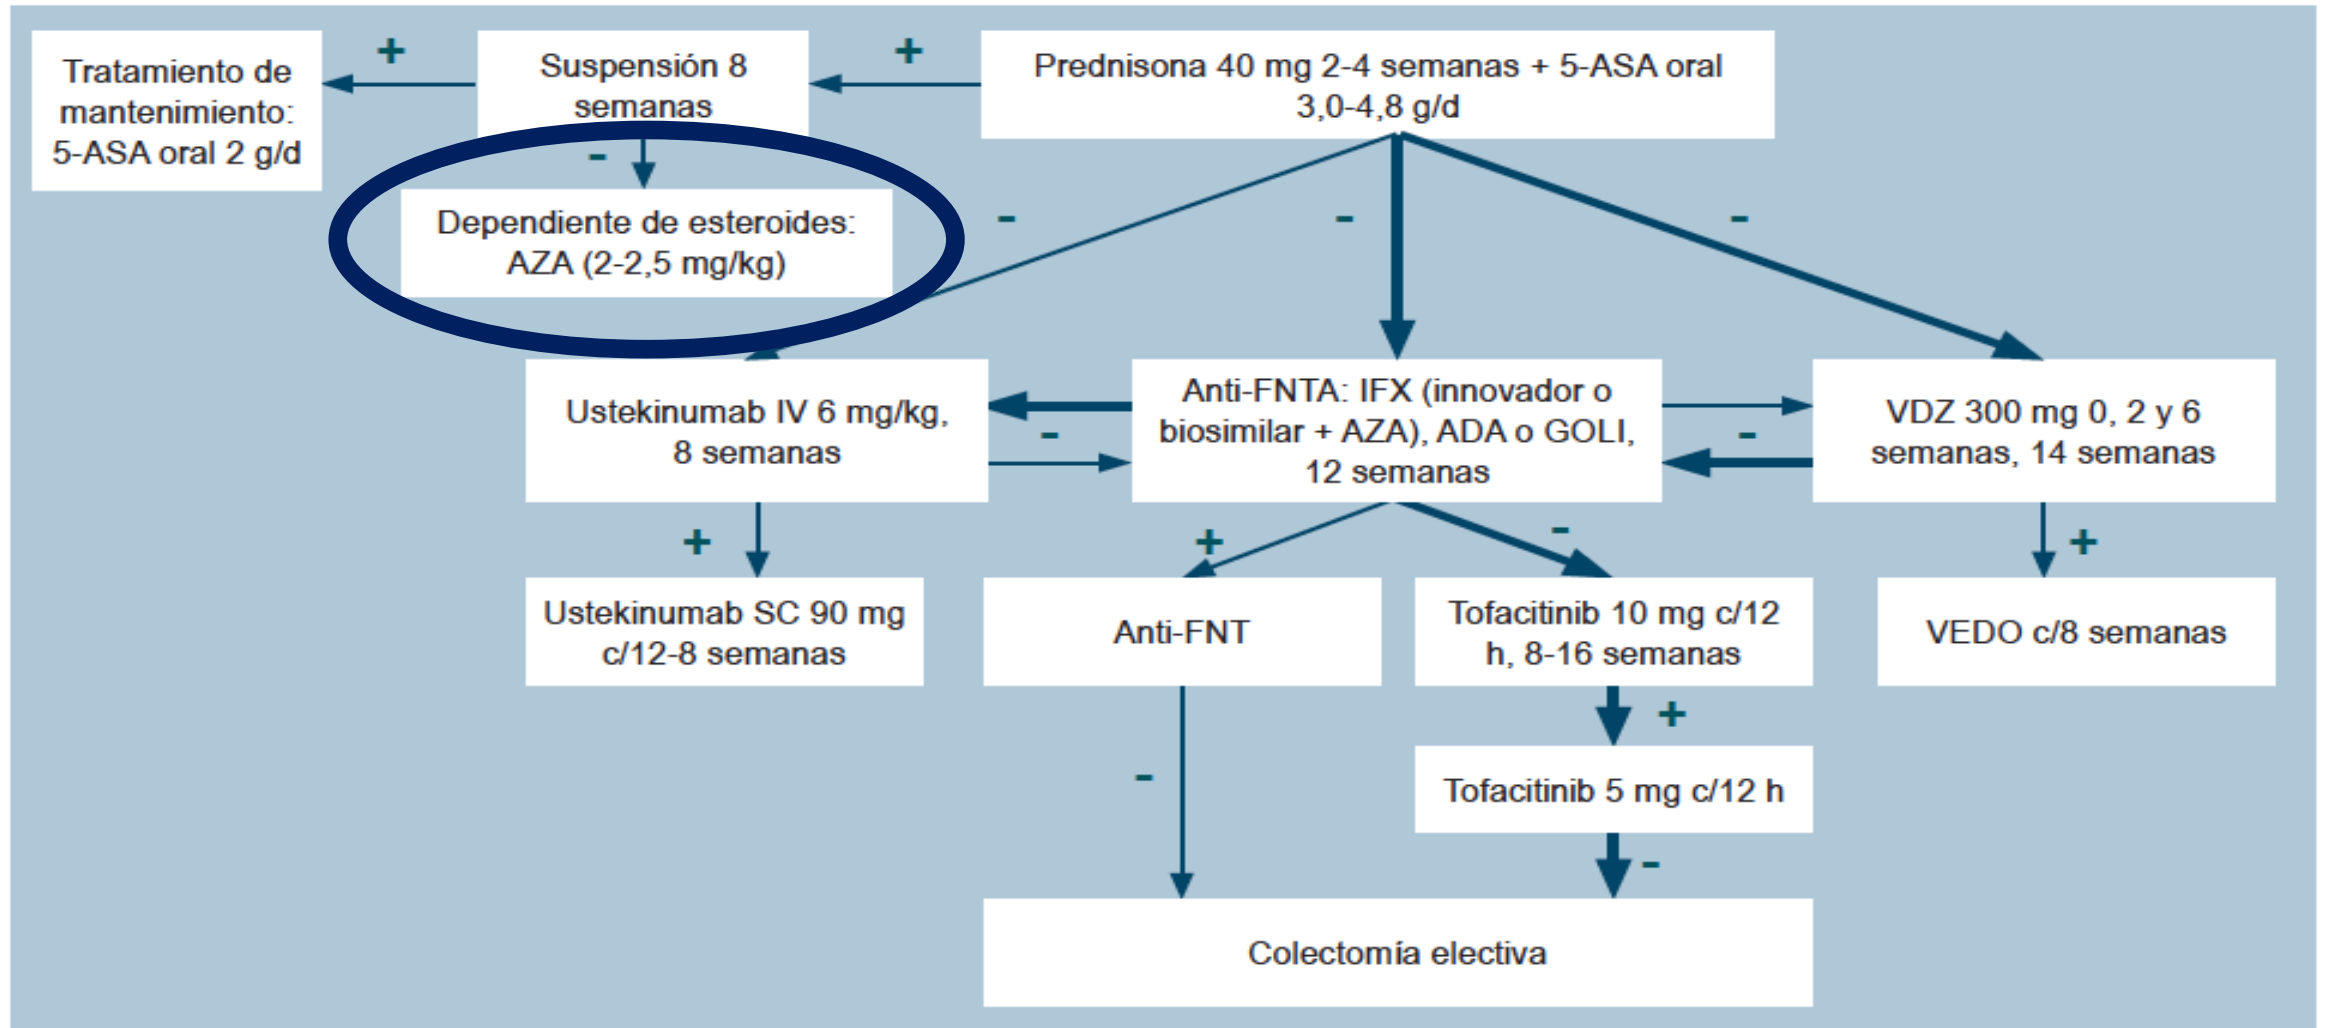 Tratamiento de
mantenimiento:
5-ASA oral 2 g/d
+
Suspensión 8
semanas
+
Prednisona 40 mg 2-4 semanas + 5-ASA oral
3,0-4,8 g/d
-
Dependiente de esteroides:
AZA (2-2,5 mg/kg)
-
-
-
Ustekinumab IV 6 mg/kg,
8 semanas
-
Anti-FNTA: IFX (innovador o
biosimilar + AZA), ADA o GOLI,
12 semanas
-
VDZ 300 mg 0, 2 y 6
semanas, 14 semanas
+
+
-
+
Ustekinumab SC 90 mg
c/12-8 semanas
Anti-FNT
Tofacitinib 10 mg c/12
h, 8-16 semanas
VEDO c/8 semanas
-
+
Tofacitinib 5 mg c/12 h
-
Colectomía electiva